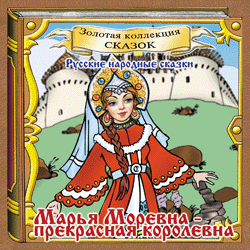 Золотая коллекция
СКАЗОК
Русские народные сказки
Марья Моревна -
прекрасная королевна